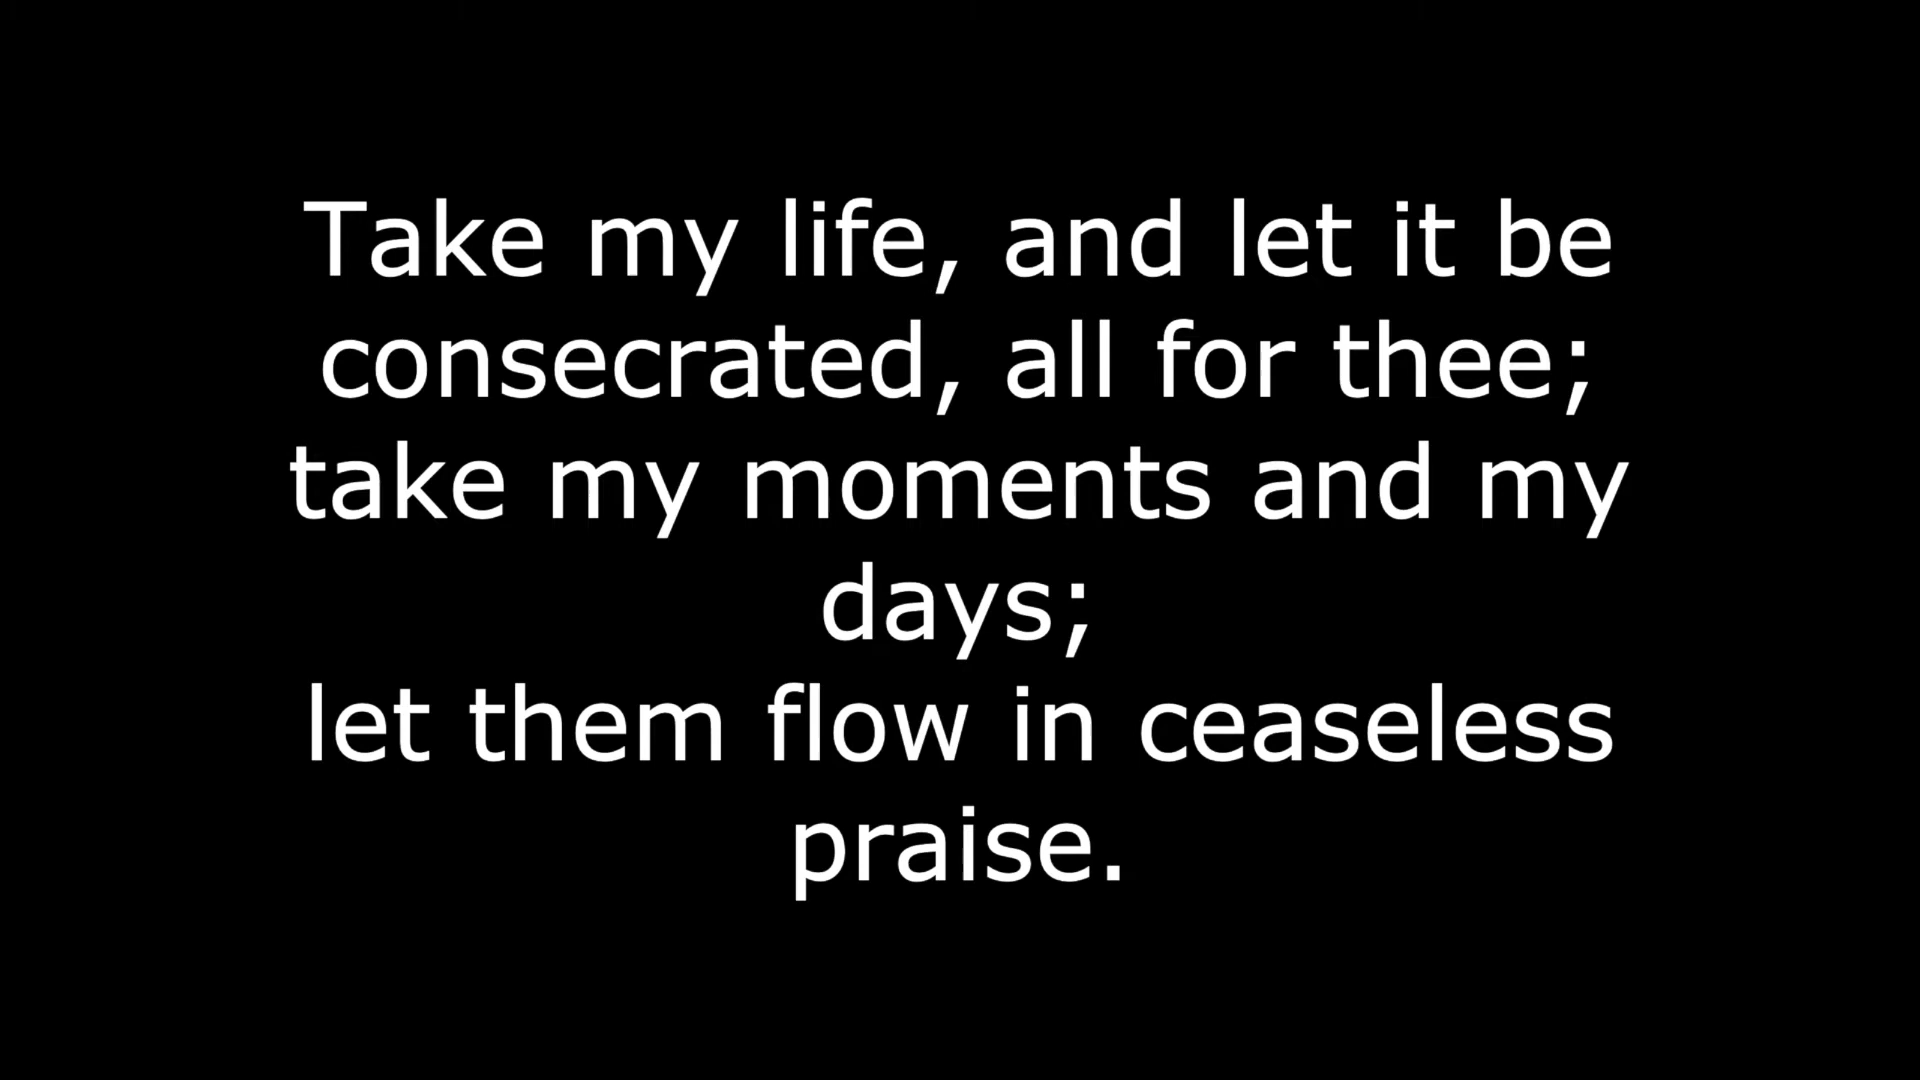 Take my life, and let it be
consecrated, all for thee;
take my moments and my
days;
let them flow in ceaseless
praise.